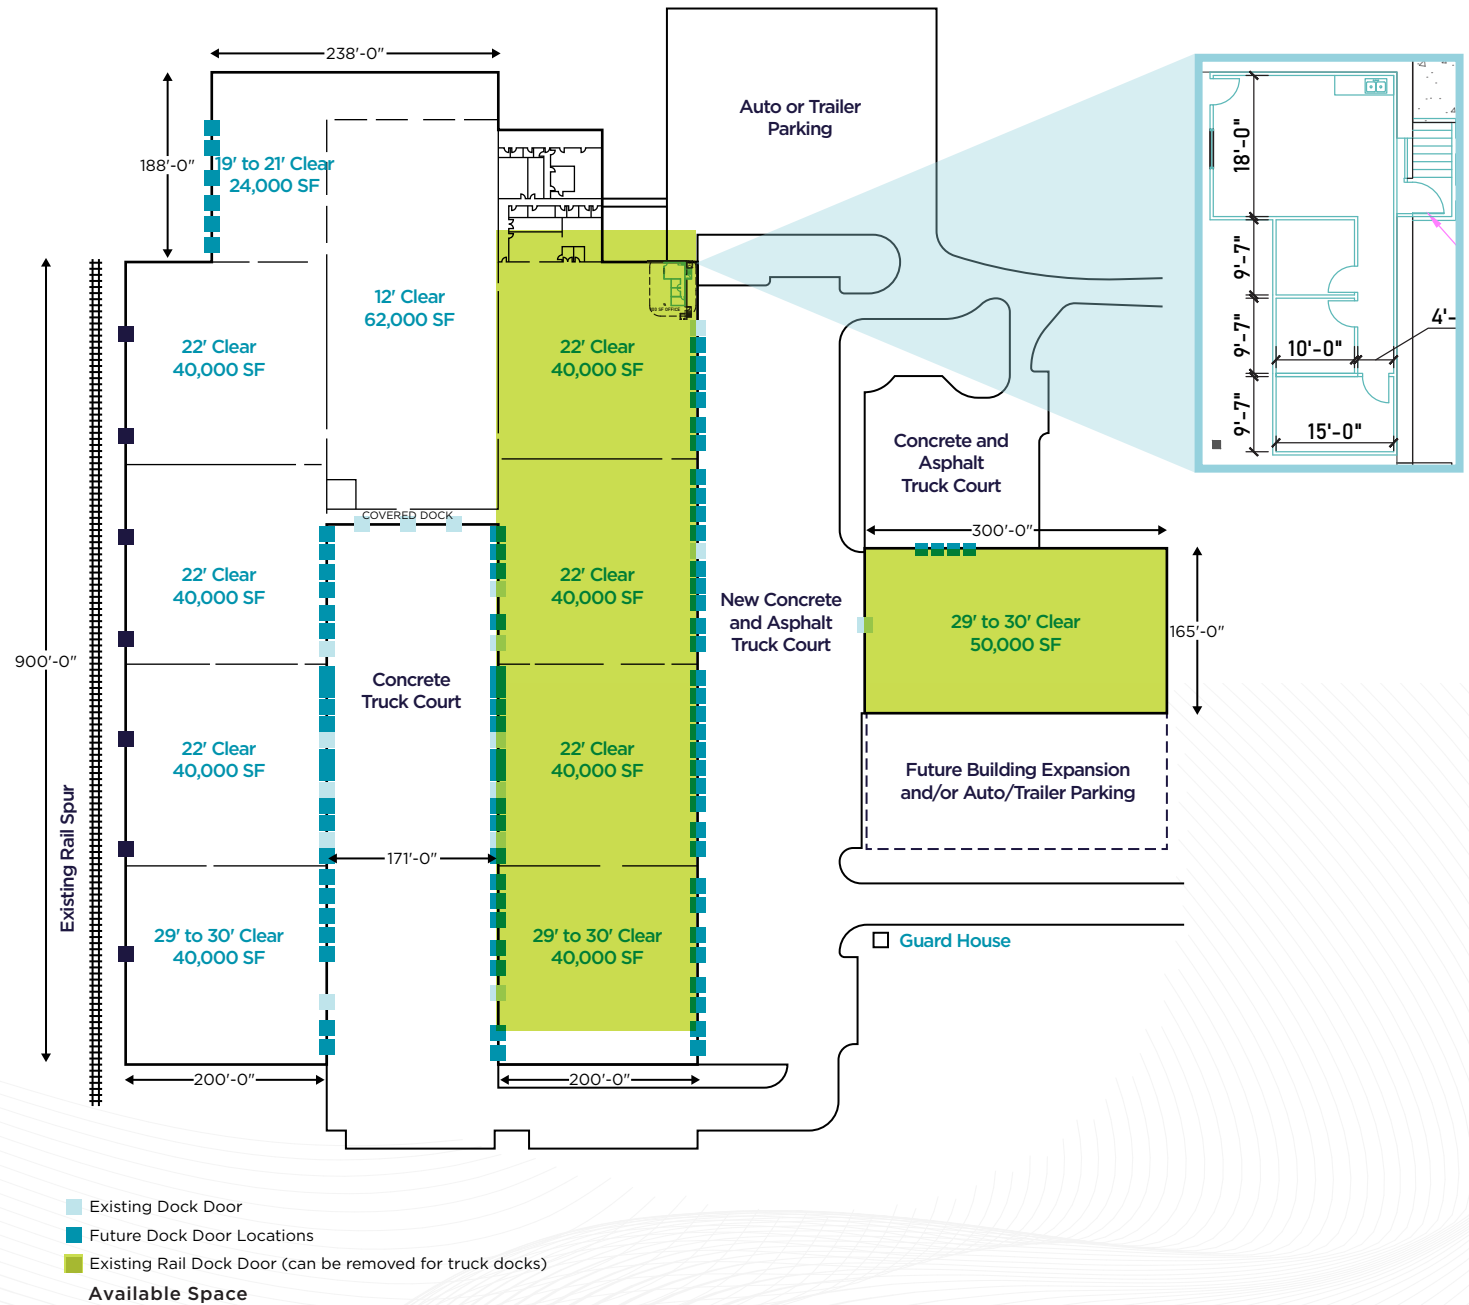 238'-0"
Auto or Trailer
Parking
188'-0"
19' to 21' Clear
24,000 SF
18'-0"
9'-7"
9'-7"
9'-7"
10'-0"
4'-
15'-0"
12' Clear
62,000 SF
22' Clear
40,000 SF
22' Clear
40,000 SF
SF OFFICE
Concrete and
Asphalt
Truck Court
COVERED DOCK
300'-0"
22' Clear
40,000 SF
22' Clear
40,000 SF
New Concrete
and Asphalt
Truck Court
29' to 30' Clear
50,000 SF
165'-0"
900'-0"
Concrete
Truck Court
22' Clear
40,000 SF
22' Clear
40,000 SF
Future Building Expansion
and/or Auto/Trailer Parking
Existing Rail Spur
171'-0"
29' to 30' Clear
40,000 SF
29' to 30' Clear
40,000 SF
Guard House
200'-0"
200'-0"
Existing Dock Door
Future Dock Door Locations
Existing Rail Dock Door (can be removed for truck docks)
Available Space